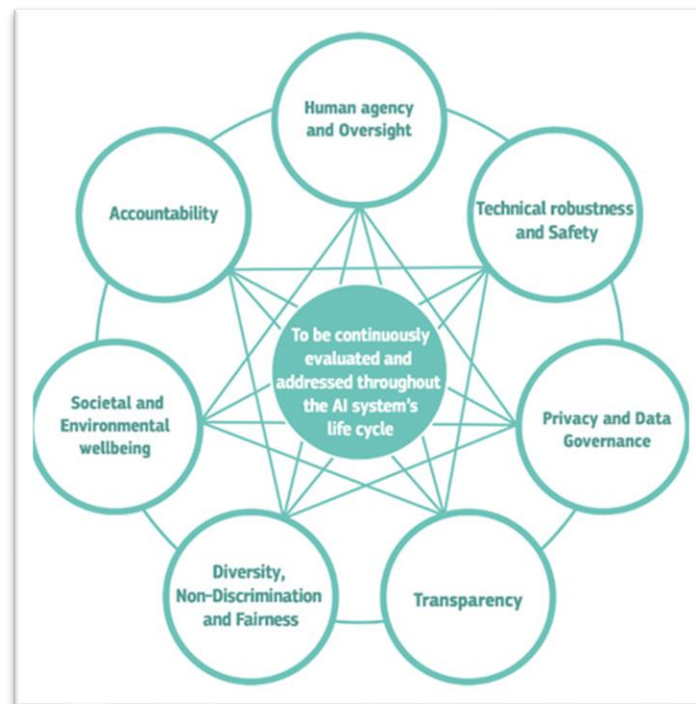 Human agency
and Oversight
Technical robustness
and Safety
Privacy and Data
Governance
Transparency
Diversity,
Non-Discrimination
and Fairness
Societal and
Environmental
wellbeing
Accountability
To be continuously
evaluated and
addressed throughout
the AI system's
life cycle